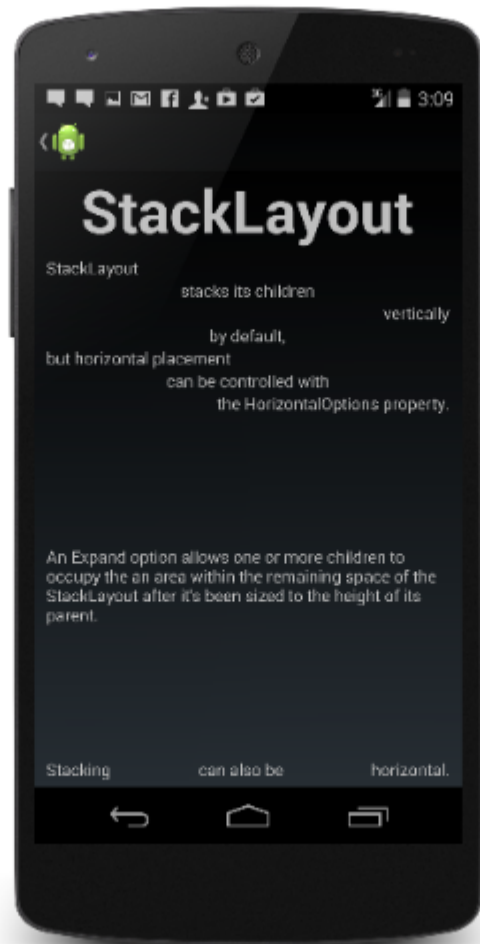 3G 3:09
StackLayout
StackLayout
stacks its children
vertically
by default,
but horizontal placement
can be controlled with
the HorizontalOptions property.
An Expand option allows one or more children to
occupy the an area within the remaining space of the
StackLayout after it's been sized to the height of its
parent.
Stacking can also be horizontal.